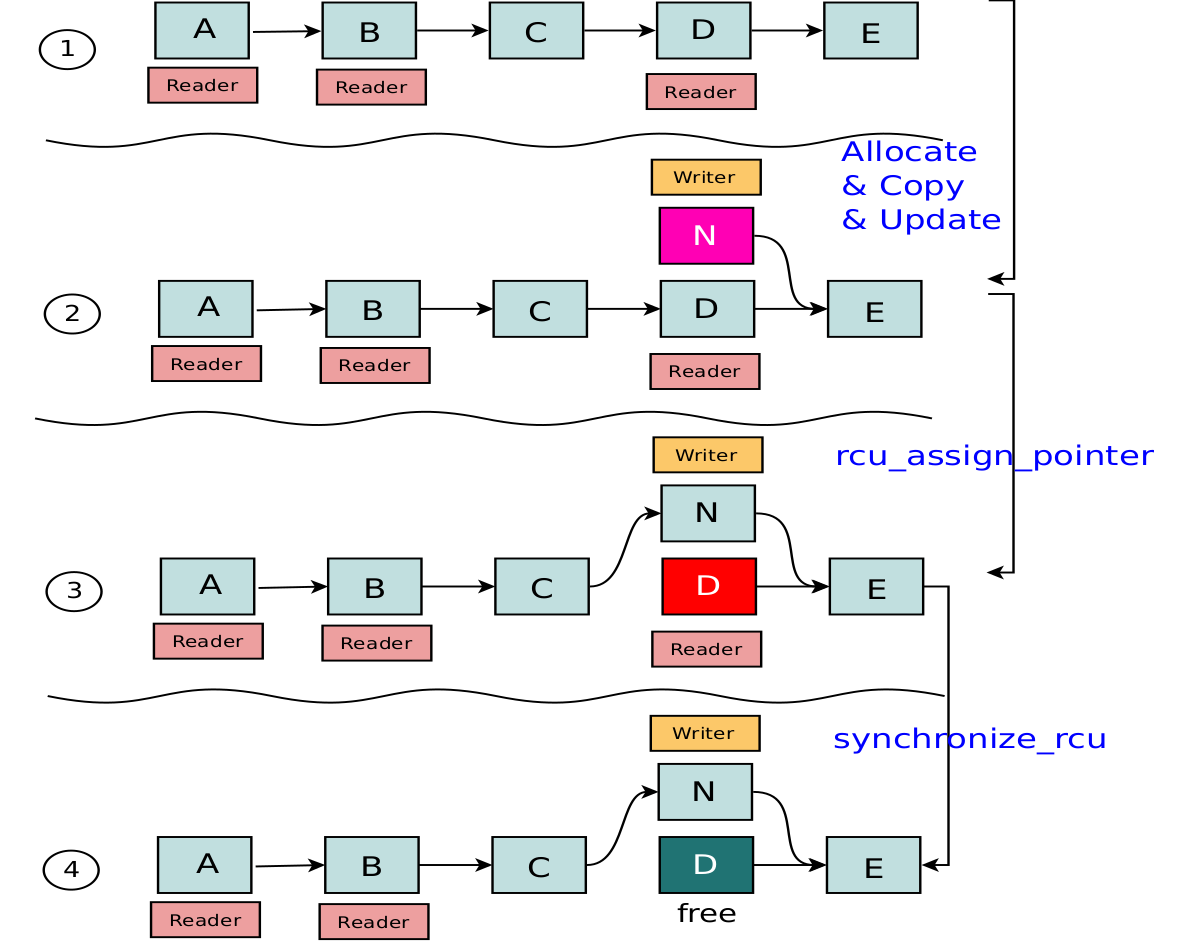 A B C D E
1
Reader Reader Reader
Allocate
& Copy
& Update
Writer
N
A B C D E
2
Reader Reader Reader
rcu_assign_pointer
Writer
N
A B C D E
3
Reader Reader Reader
synchronize_rcu
Writer
N
A B C D E
4
free
Reader Reader